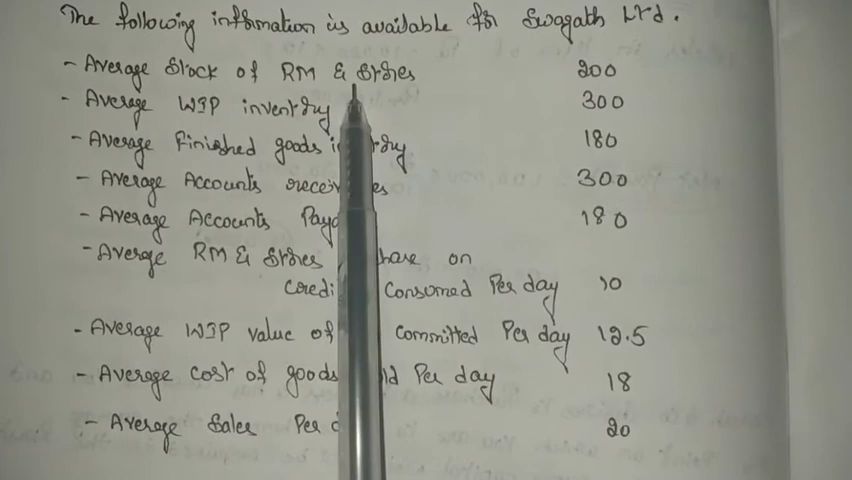 The following information is available for Swagath Ltd.
- Average Stock of RM & Stores 200
- Average WIP inventory 300
- Average Finished goods 180
- Average Accounts 300
- Average Accounts 180
- Average RM & Stores on
Consumed Per day 10
- Average WIP value of committed Per day 12.5
- Average cost of goods Per day 18
- Average Sales Per 20